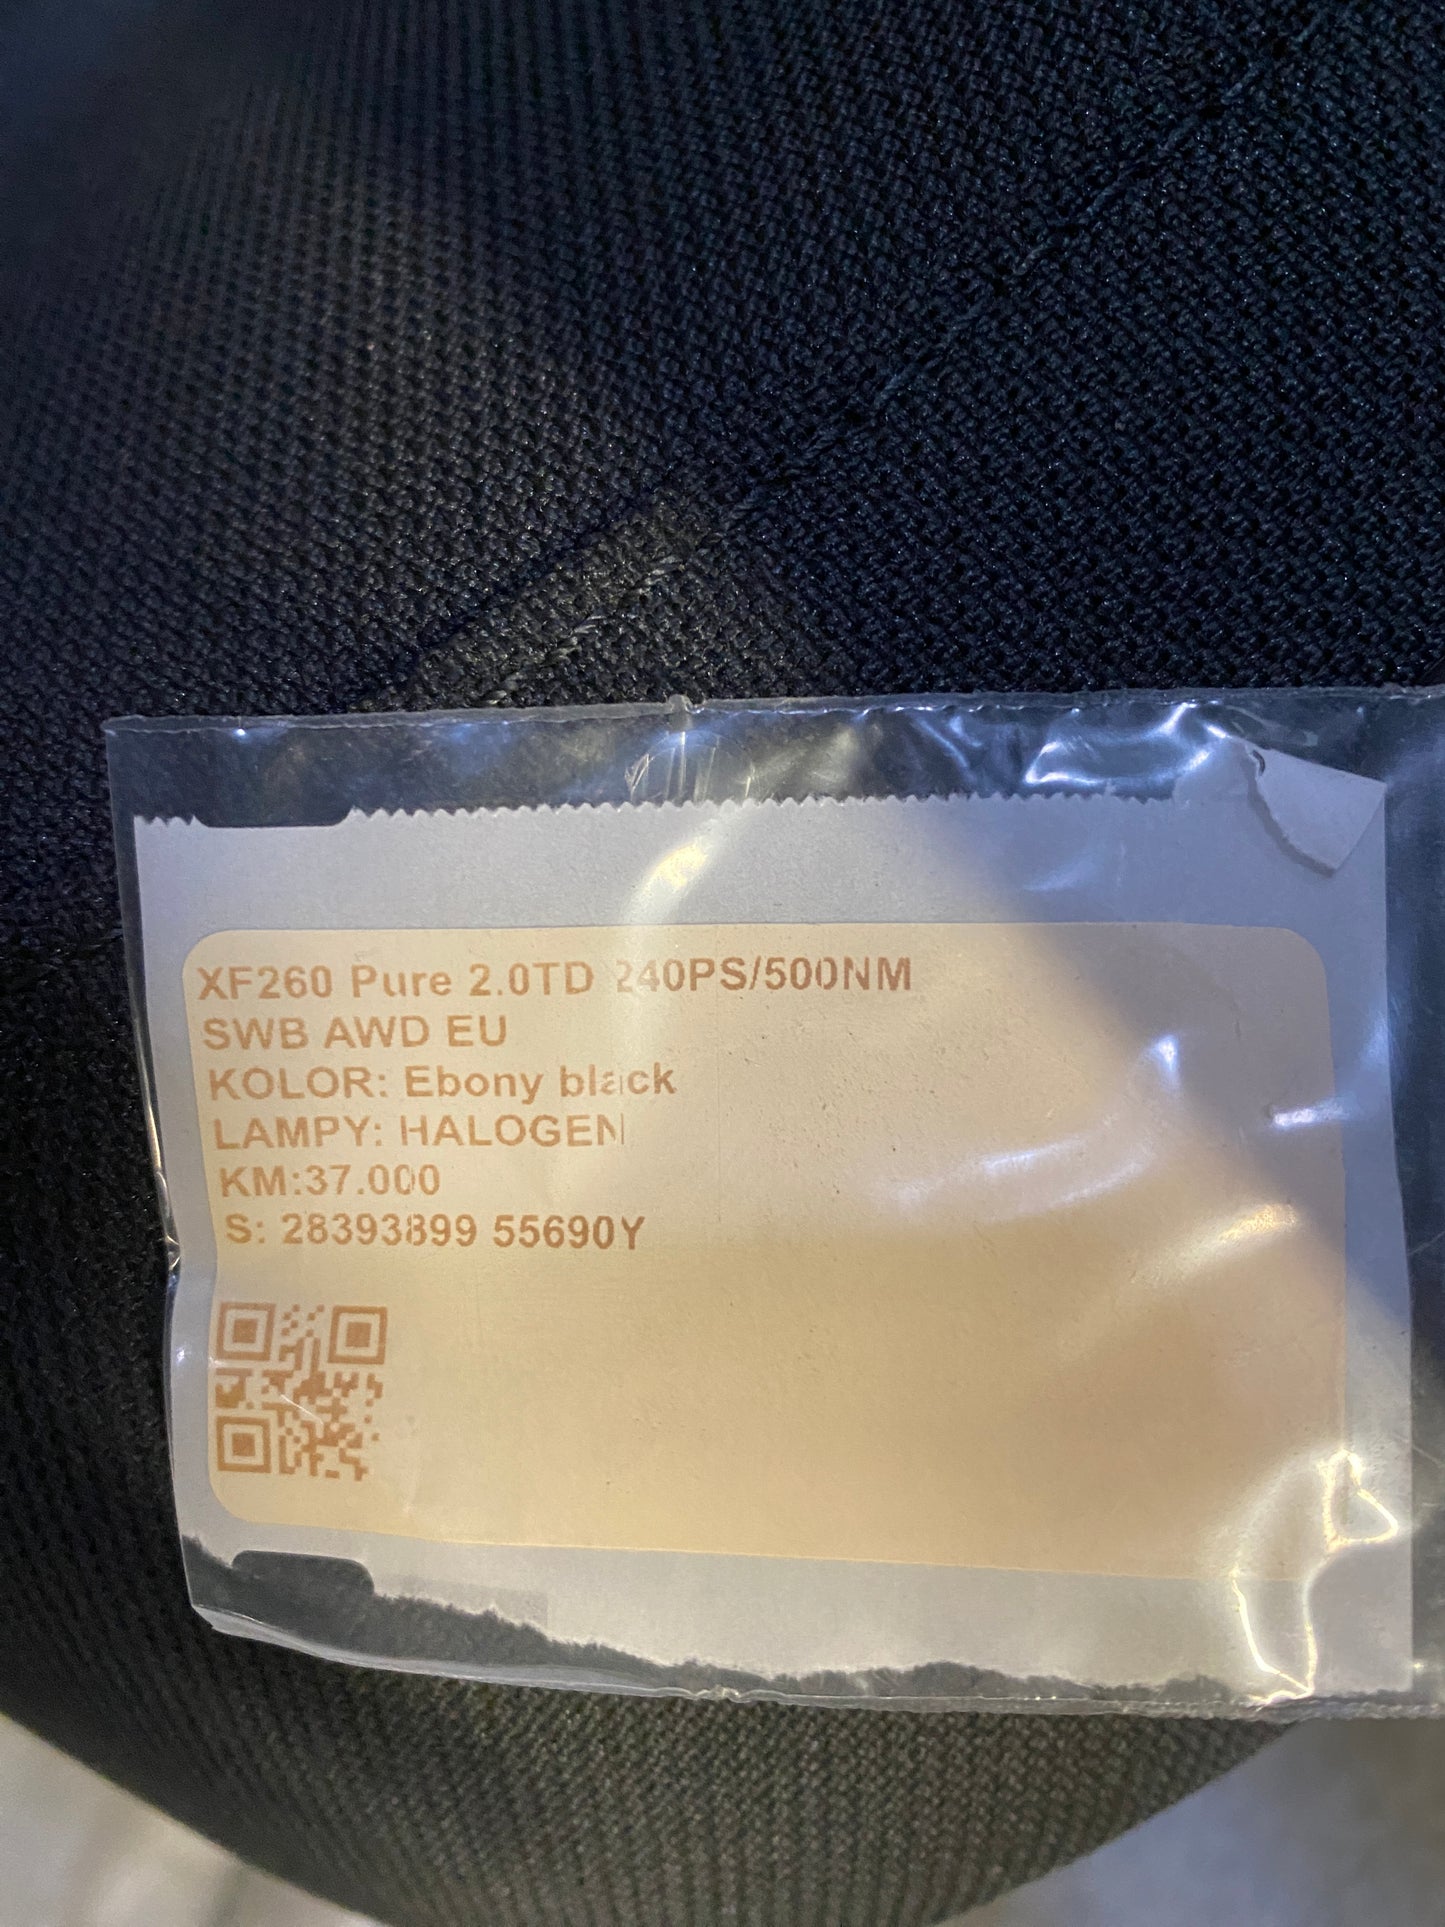 XF260 Pure 2.0TD 240PS/500NM
SWB AWD EU
KOLOR: Ebony black
LAMPY: HALOGEN
KM:37.000
S: 28393899 55690Y